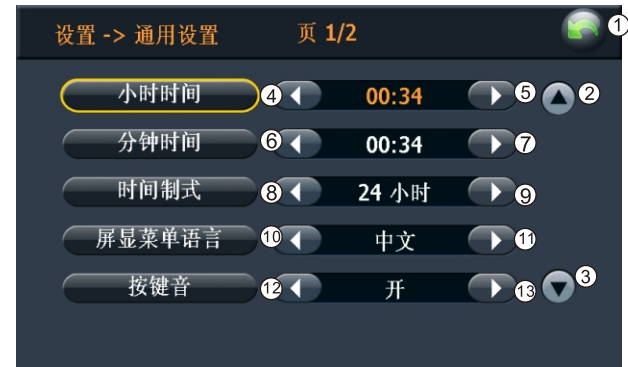 设置 -> 通用设置 页 1/2 ①
小时时间 ④ 00:34 ⑤ ②
分钟时间 ⑥ 00:34 ⑦
时间制式 ⑧ 24 小时 ⑨
屏显菜单语言 ⑩ 中文 ⑪
按键音 ⑫ 开 ⑬ ③